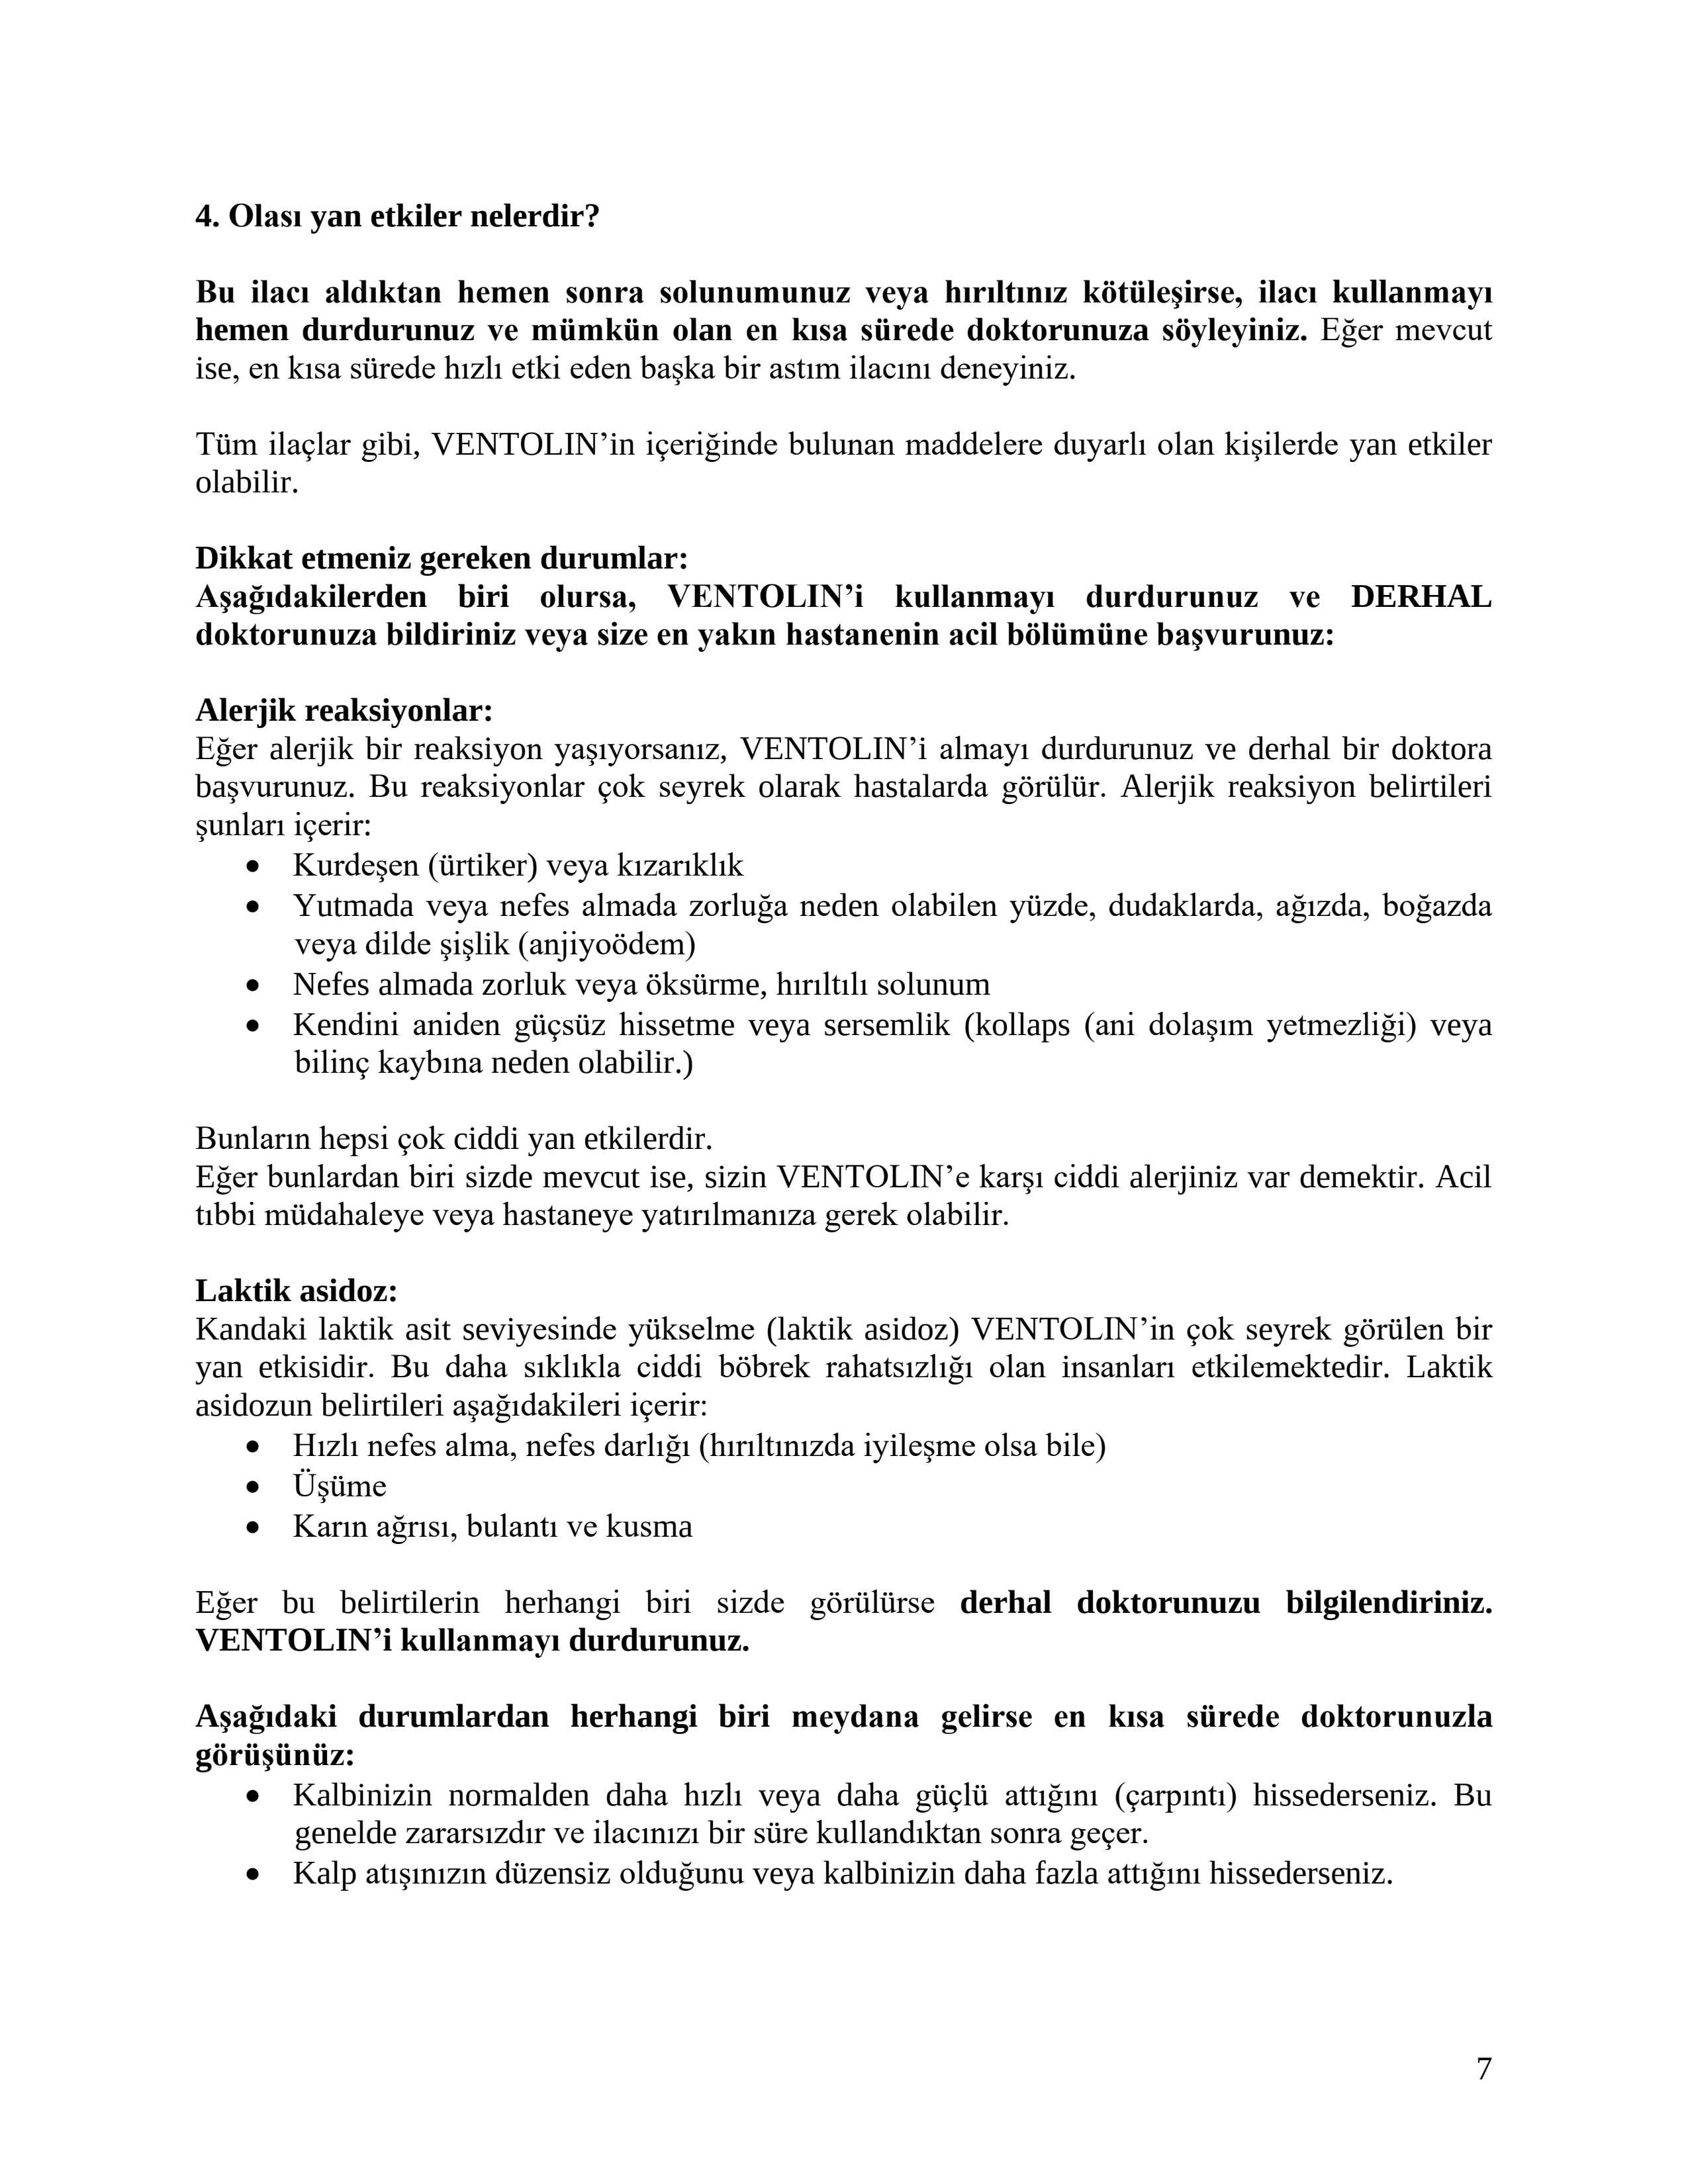 4. Olası yan etkiler nelerdir?
Bu ilacı aldıktan hemen sonra solunumunuz veya hırıltınız kötüleşirse, ilacı kullanmayı
hemen durdurunuz ve mümkün olan en kısa sürede doktorunuza söyleyiniz. Eğer mevcut
ise, en kısa sürede hızlı etki eden başka bir astım ilacını deneyiniz.
Tüm ilaçlar gibi, VENTOLIN’in içeriğinde bulunan maddelere duyarlı olan kişilerde yan etkiler
olabilir.
Dikkat etmeniz gereken durumlar:
Aşağıdakilerden biri olursa, VENTOLIN’i kullanmayı durdurunuz ve DERHAL
doktorunuza bildiriniz veya size en yakın hastanenin acil bölümüne başvurunuz:
Alerjik reaksiyonlar:
Eğer alerjik bir reaksiyon yaşıyorsanız, VENTOLIN’i almayı durdurunuz ve derhal bir doktora
başvurunuz. Bu reaksiyonlar çok seyrek olarak hastalarda görülür. Alerjik reaksiyon belirtileri
şunları içerir:
• Kurdeşen (ürtiker) veya kızarıklık
• Yutmada veya nefes almada zorluğa neden olabilen yüzde, dudaklarda, ağızda, boğazda
veya dilde şişlik (anjiyoödem)
• Nefes almada zorluk veya öksürme, hırıltılı solunum
• Kendini aniden güçsüz hissetme veya sersemlik (kollaps (ani dolaşım yetmezliği) veya
bilinç kaybına neden olabilir.)
Bunların hepsi çok ciddi yan etkilerdir.
Eğer bunlardan biri sizde mevcut ise, sizin VENTOLIN’e karşı ciddi alerjiniz var demektir. Acil
tıbbi müdahaleye veya hastaneye yatırılmanıza gerek olabilir.
Laktik asidoz:
Kandaki laktik asit seviyesinde yükselme (laktik asidoz) VENTOLIN’in çok seyrek görülen bir
yan etkisidir. Bu daha sıklıkla ciddi böbrek rahatsızlığı olan insanları etkilemektedir. Laktik
asidozun belirtileri aşağıdakileri içerir:
• Hızlı nefes alma, nefes darlığı (hırıltınızda iyileşme olsa bile)
• Üşüme
• Karın ağrısı, bulantı ve kusma
Eğer bu belirtilerin herhangi biri sizde görülürse derhal doktorunuzu bilgilendiriniz.
VENTOLIN’i kullanmayı durdurunuz.
Aşağıdaki durumlardan herhangi biri meydana gelirse en kısa sürede doktorunuzla
görüşünüz:
• Kalbinizin normalden daha hızlı veya daha güçlü attığını (çarpıntı) hissederseniz. Bu
genelde zararsızdır ve ilacınızı bir süre kullandıktan sonra geçer.
• Kalp atışınızın düzensiz olduğunu veya kalbinizin daha fazla attığını hissederseniz.
7